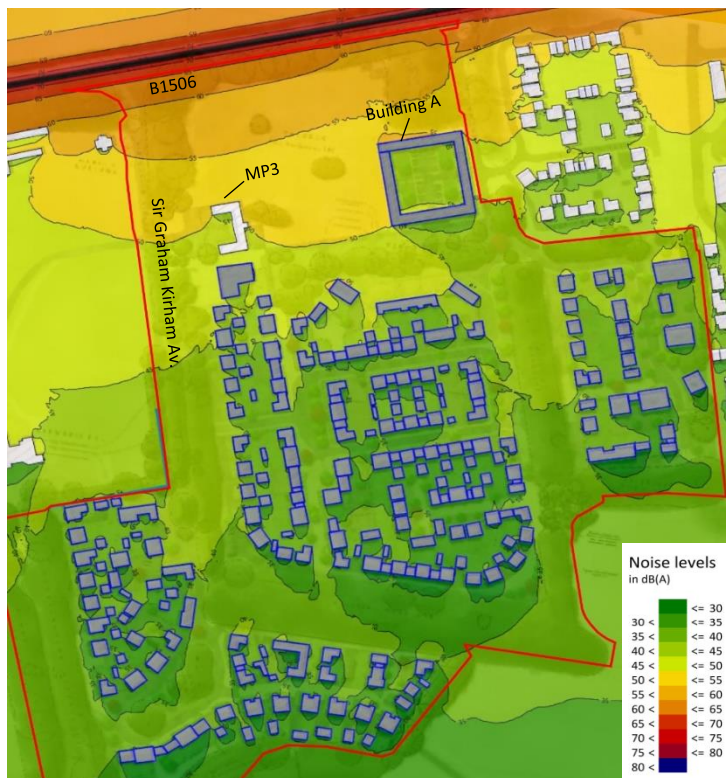 B1506
Building A
MP3
Sir Graham Kirham Av.
Noise levels
in dB(A)
<= 30
30 < <= 35
35 < <= 40
40 < <= 45
45 < <= 50
50 < <= 55
55 < <= 60
60 < <= 65
65 < <= 70
70 < <= 75
75 < <= 80
80 <